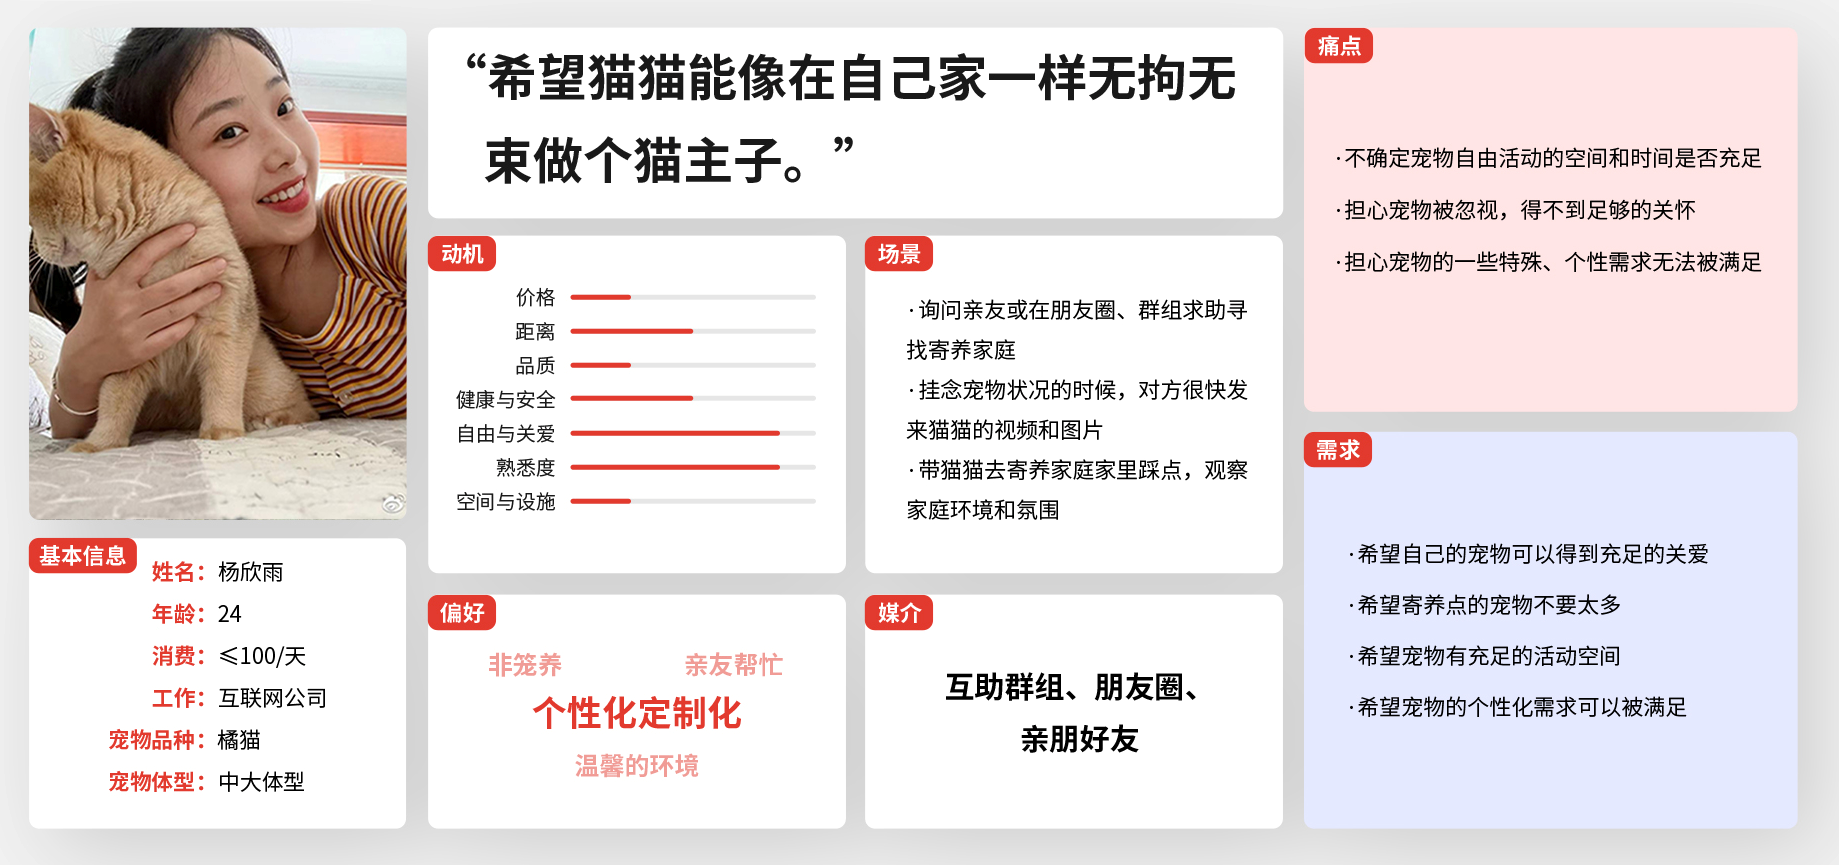 “希望猫猫能像在自己家一样无拘无
束做个猫主子。”
基本信息
姓名：杨欣雨
年龄：24
消费：≤100/天
工作：互联网公司
宠物品种：橘猫
宠物体型：中大体型
动机
价格
距离
品质
健康与安全
自由与关爱
熟悉度
空间与设施
场景
·询问亲友或在朋友圈、群组求助寻
找寄养家庭
·挂念宠物状况的时候，对方很快发
来猫猫的视频和图片
·带猫猫去寄养家庭家里踩点，观察
家庭环境和氛围
偏好
非笼养
亲友帮忙
个性化定制化
温馨的环境
媒介
互助群组、朋友圈、
亲朋好友
痛点
·不确定宠物自由活动的空间和时间是否充足
·担心宠物被忽视，得不到足够的关怀
·担心宠物的一些特殊、个性需求无法被满足
需求
·希望自己的宠物可以得到充足的关爱
·希望寄养点的宠物不要太多
·希望宠物有充足的活动空间
·希望宠物的个性化需求可以被满足